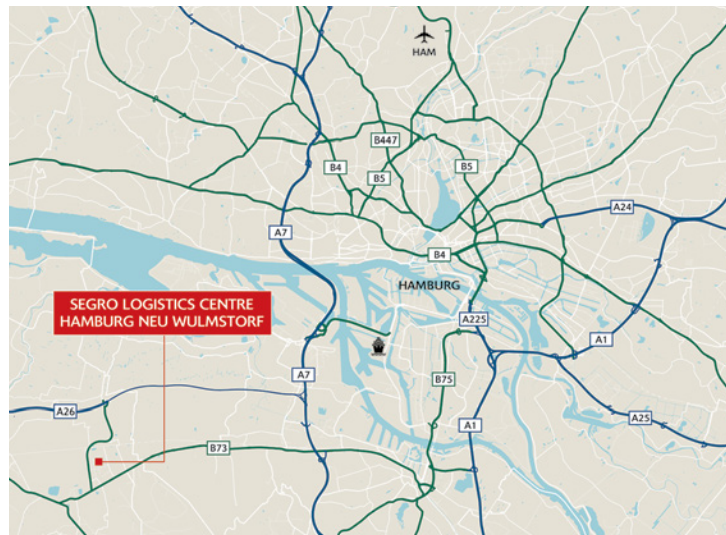 HAM
B447
B4
B5
B5
A24
A7
B4
HAMBURG
SEGRO LOGISTICS CENTRE
HAMBURG NEU WULMSTORF
A225
A1
A7
B75
A26
A25
A1
B73